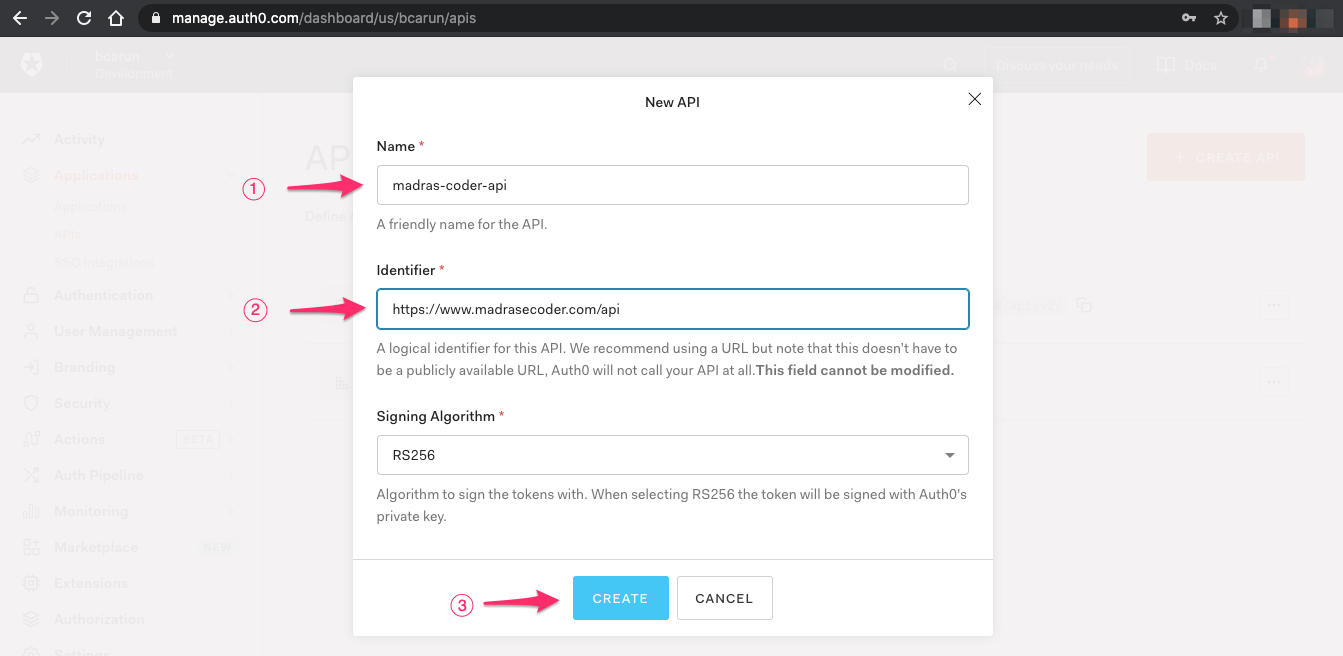 manage.auth0.com/dashboard/us/bcarun/apis
bcarun
Development
Discuss your needs
Docs
Activity
Applications
Applications
APIs
SSO Integrations
Authentication
User Management
Branding
Security
Actions
BETA
Auth Pipeline
Monitoring
Marketplace
NEW
Extensions
Authorization
Settings
AP
+ CREATE API
Define
New API
Name *
1
madras-coder-api
A friendly name for the API.
Identifier *
2
https://www.madrasecoder.com/api
A logical identifier for this API. We recommend using a URL but note that this doesn't have to
be a publicly available URL, Auth0 will not call your API at all.This field cannot be modified.
Signing Algorithm *
RS256
Algorithm to sign the tokens with. When selecting RS256 the token will be signed with Auth0's
private key.
3
CREATE
CANCEL